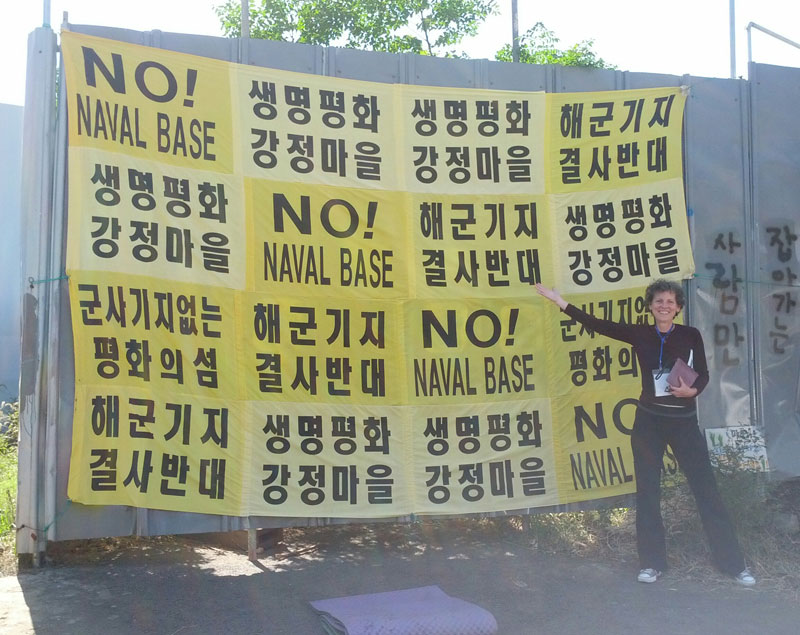 NO!
NAVAL BASE
생명평화
강정마을
생명평화
강정마을
해군기지
결사반대
생명평화
강정마을
NO!
NAVAL BASE
해군기지
결사반대
생명평화
강정마을
군사기지없는
평화의 섬
해군기지
결사반대
NO!
NAVAL BASE
군사기지
평화의
해군기지
결사반대
생명평화
강정마을
생명평화
강정마을
NO
NAVAL
사람만
잡아가는